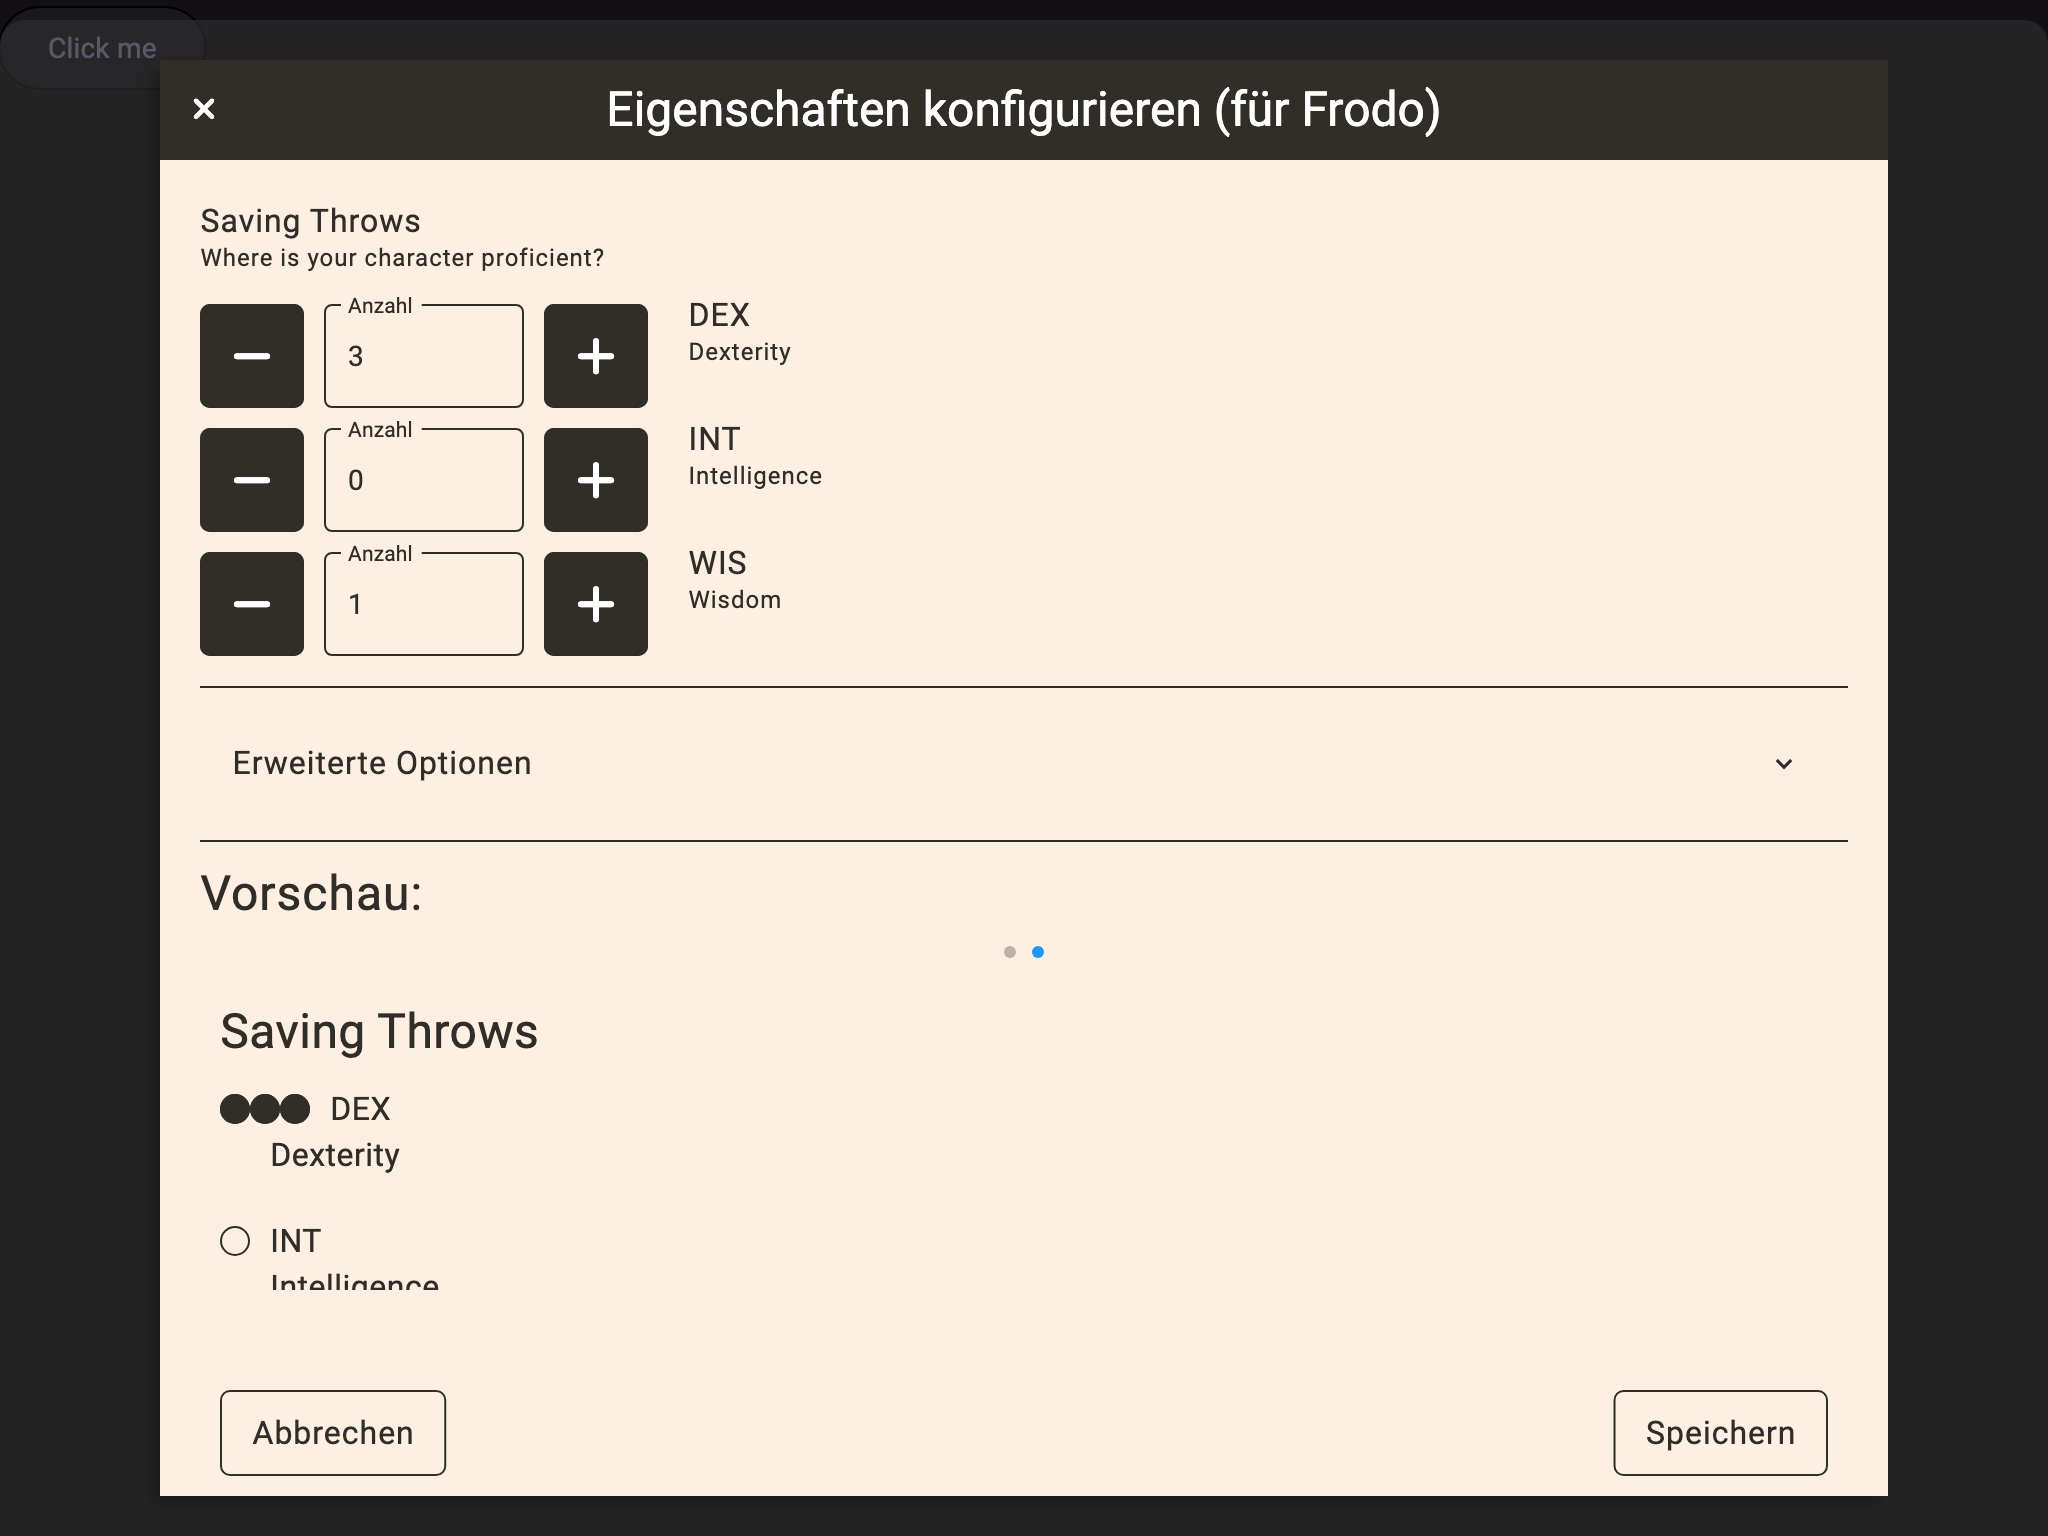 Click me
Eigenschaften konfigurieren (für Frodo)
Saving Throws
Where is your character proficient?
Anzahl
3
DEX
Dexterity
Anzahl
0
INT
Intelligence
Anzahl
1
WIS
Wisdom
Erweiterte Optionen
Vorschau:
Saving Throws
DEX
Dexterity
INT
Intelligence
Abbrechen
Speichern